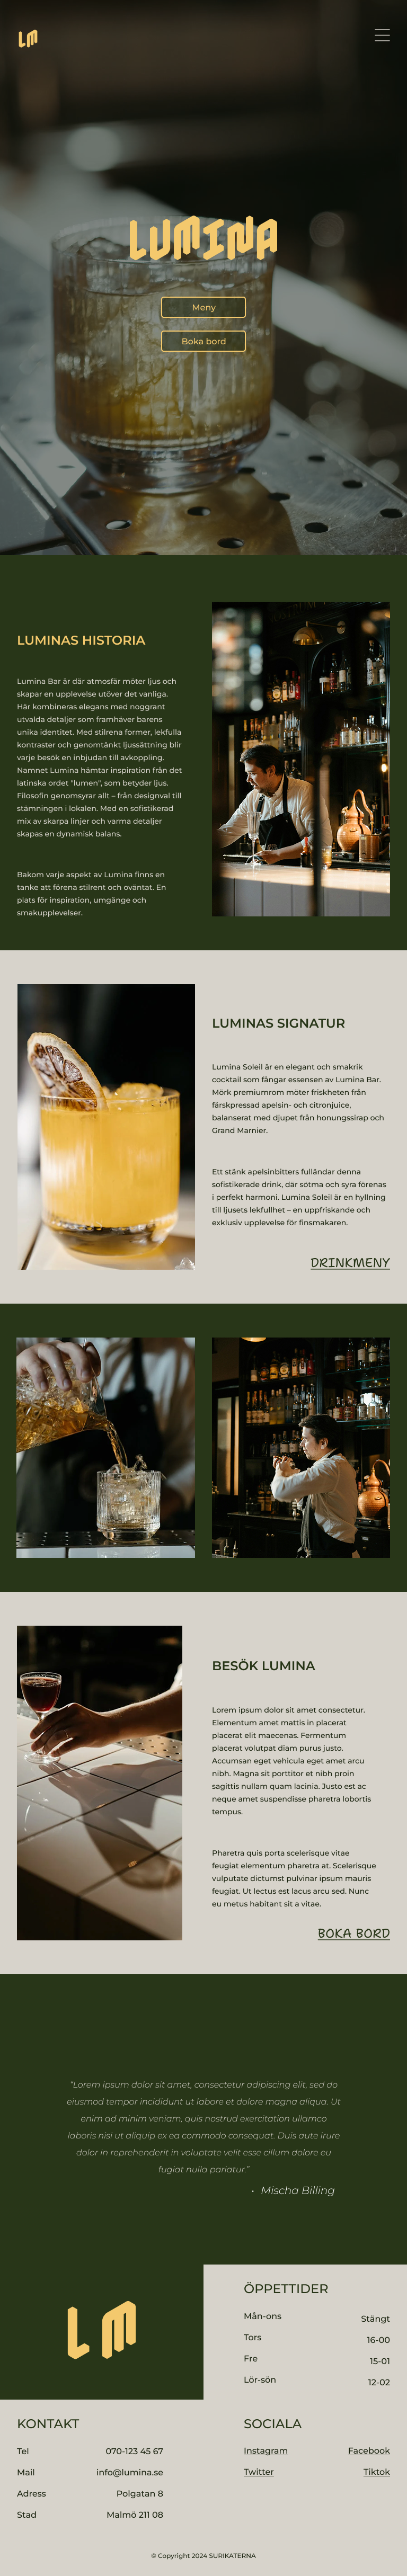 LM
LUMINA
Meny
Boka bord
LUMINAS HISTORIA
Lumina Bar är där atmosfär möter ljus och
skapar en upplevelse utöver det vanliga.
Här kombineras elegans med noggrant
utvalda detaljer som framhäver barens
unika identitet. Med stilrena former, lekfulla
kontraster och genomtänkt ljussättning blir
varje besök en inbjudan till avkoppling.
Namnet Lumina hämtar inspiration från det
latinska ordet "lumen", som betyder ljus.
Filosofin genomsyrar allt – från designval till
stämningen i lokalen. Med en sofistikerad
mix av skarpa linjer och varma detaljer
skapas en dynamisk balans.
Bakom varje aspekt av Lumina finns en
tanke att förena stilrent och oväntat. En
plats för inspiration, umgänge och
smakupplevelser.
LUMINAS SIGNATUR
Lumina Soleil är en elegant och smakrik
cocktail som fångar essensen av Lumina Bar.
Mörk premiumrom möter friskheten från
färskpressad apelsin- och citronjuice,
balanserat med djupet från honungssirap och
Grand Marnier.
Ett stänk apelsinbitters fulländar denna
sofistikerade drink, där sötma och syra förenas
i perfekt harmoni. Lumina Soleil är en hyllning
till ljusets lekfullhet – en uppfriskande och
exklusiv upplevelse för finsmakaren.
DRINKMENY
BESÖK LUMINA
Lorem ipsum dolor sit amet consectetur.
Elementum amet mattis in placerat
placerat elit maecenas. Fermentum
placerat volutpat diam purus justo.
Accumsan eget vehicula eget amet arcu
nibh. Magna sit porttitor et nibh proin
sagittis nullam quam lacinia. Justo est ac
neque amet suspendisse pharetra lobortis
tempus.
Pharetra quis porta scelerisque vitae
feugiat elementum pharetra at. Scelerisque
vulputate dictumst pulvinar ipsum mauris
feugiat. Ut lectus est lacus arcu sed. Nunc
eu metus habitant sit a vitae.
BOKA BORD
"Lorem ipsum dolor sit amet, consectetur adipiscing elit, sed do
eiusmod tempor incididunt ut labore et dolore magna aliqua. Ut
enim ad minim veniam, quis nostrud exercitation ullamco
laboris nisi ut aliquip ex ea commodo consequat. Duis aute irure
dolor in reprehenderit in voluptate velit esse cillum dolore eu
fugiat nulla pariatur."
• Mischa Billing
LM
ÖPPETTIDER
Mån-ons Stängt
Tors 16-00
Fre 15-01
Lör-sön 12-02
KONTAKT
Tel 070-123 45 67
Mail info@lumina.se
Adress Polygatan 8
Stad Malmö 211 08
SOCIALA
Instagram Facebook
Twitter Tiktok
© Copyright 2024 SURIKATERNA